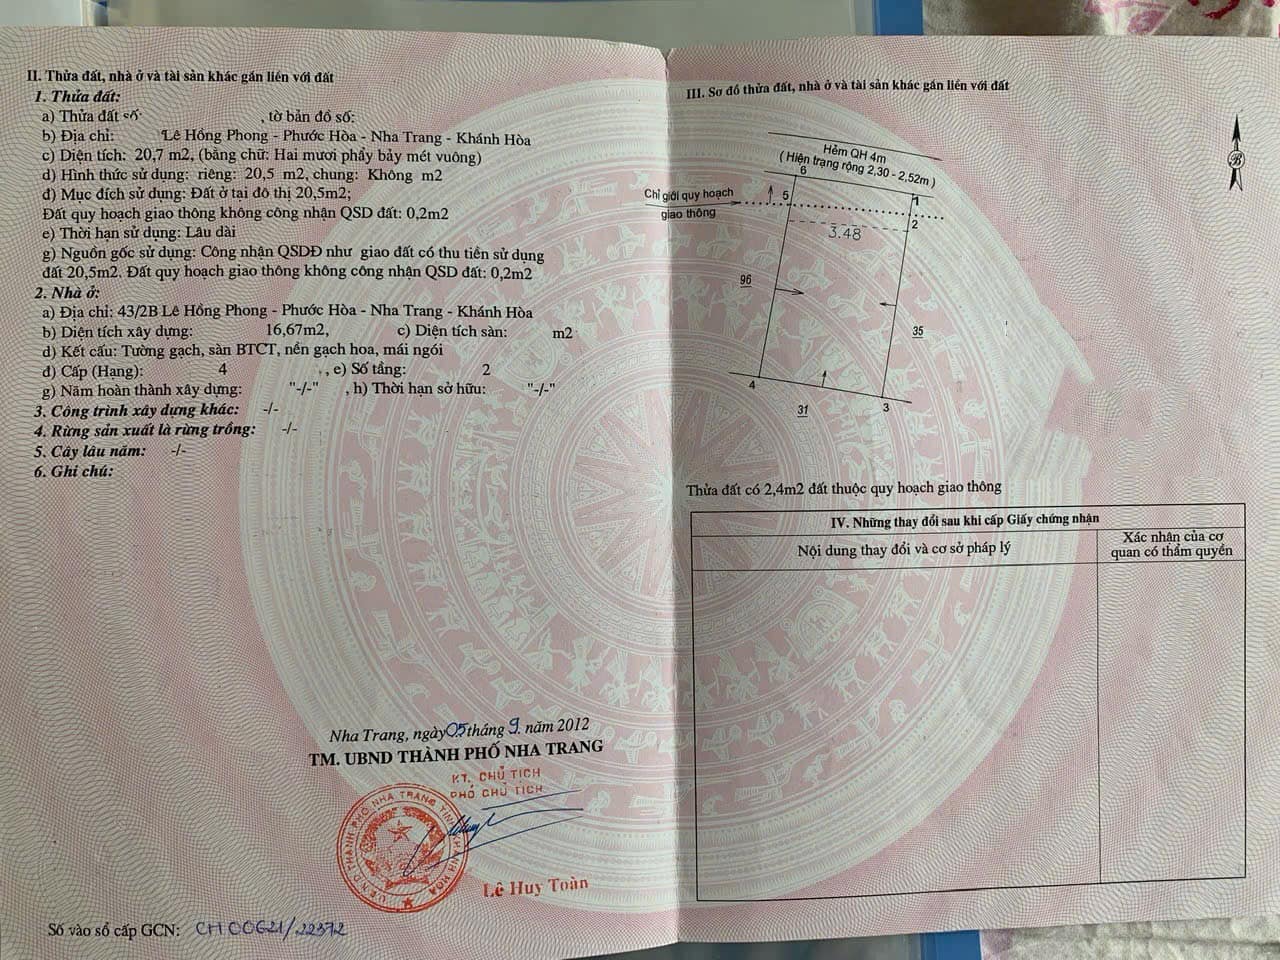 II. Thửa đất, nhà ở và tài sản khác gắn liền với đất
1. Thửa đất:
a) Thửa đất số: , tờ bản đồ số:
b) Địa chỉ: Lê Hồng Phong - Phước Hòa - Nha Trang - Khánh Hòa
c) Diện tích: 20,7 m2, (bằng chữ: Hai mươi phẩy bảy mét vuông)
d) Hình thức sử dụng: riêng: 20,5 m2, chung: Không m2
đ) Mục đích sử dụng: Đất ở tại đô thị 20,5m2;
Đất quy hoạch giao thông không công nhận QSD đất: 0,2m2
e) Thời hạn sử dụng: Lâu dài
g) Nguồn gốc sử dụng: Công nhận QSDĐ như giao đất có thu tiền sử dụng
đất 20,5m2. Đất quy hoạch giao thông không công nhận QSD đất: 0,2m2
2. Nhà ở:
a) Địa chỉ: 43/2B Lê Hồng Phong - Phước Hòa - Nha Trang - Khánh Hòa
b) Diện tích xây dựng: 16,67m2, c) Diện tích sàn: m2
d) Kết cấu: Tường gạch, sàn BTCT, nền gạch hoa, mái ngói
đ) Cấp (Hạng): 4 , e) Số tầng: 2
g) Năm hoàn thành xây dựng: "-/-" , h) Thời hạn sở hữu: "-/-"
3. Công trình xây dựng khác: -/-
4. Rừng sản xuất là rừng trồng: -/-
5. Cây lâu năm: -/-
6. Ghi chú:
Nha Trang, ngày 05 tháng 9 năm 2012
TM. UBND THÀNH PHỐ NHA TRANG
KT. CHỦ TỊCH
PHÓ CHỦ TỊCH
Lê Huy Toàn
Số vào sổ cấp GCN: CH00621/22372
III. Sơ đồ thửa đất, nhà ở và tài sản khác gắn liền với đất
B
Hẻm QH 4m
(Hiện trạng rộng 2,30 - 2,52m)
6
Chỉ giới quy hoạch
giao thông
5
1
2
3.48
96
35
4
3
31
Thửa đất có 2,4m2 đất thuộc quy hoạch giao thông
IV. Những thay đổi sau khi cấp Giấy chứng nhận
Nội dung thay đổi và cơ sở pháp lý
Xác nhận của cơ
quan có thẩm quyền